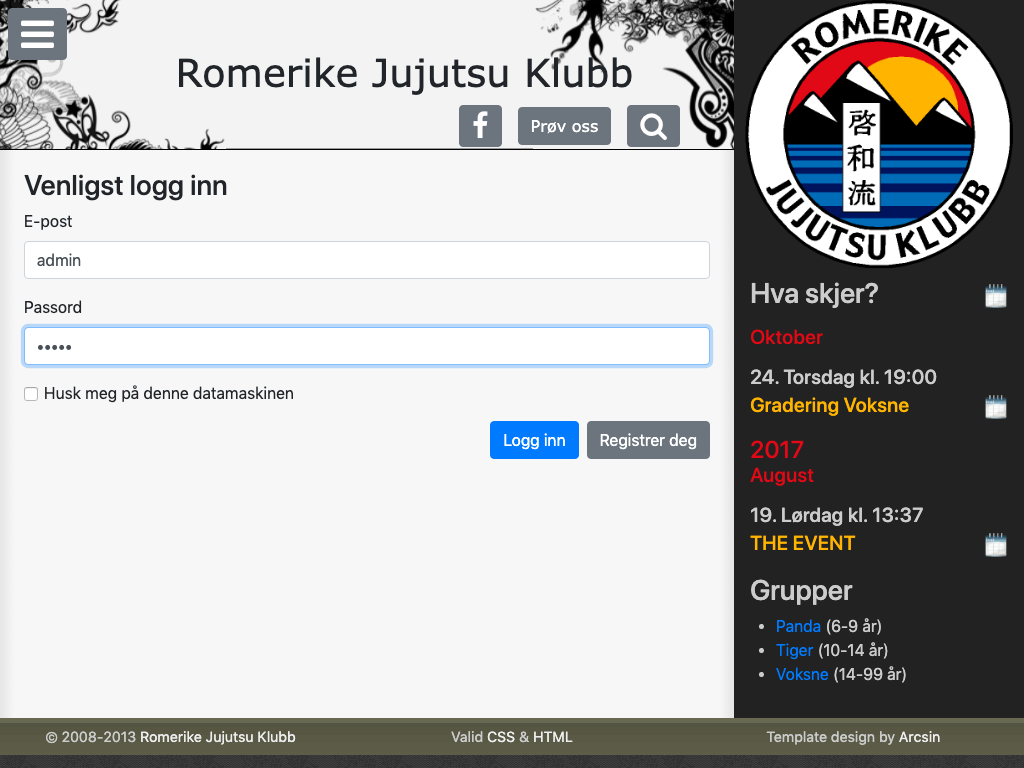 Romerike Jujutsu Klubb
Prøv oss
Venligst logg inn
E-post
admin
Passord
•••••
Husk meg på denne datamaskinen
Logg inn
Registrer deg
ROMERIKE
啓和流
JUJUTSU KLUBB
Hva skjer?
Oktober
24. Torsdag kl. 19:00
Gradering Voksne
2017
August
19. Lørdag kl. 13:37
THE EVENT
Grupper
• Panda (6-9 år)
• Tiger (10-14 år)
• Voksne (14-99 år)
© 2008-2013 Romerike Jujutsu Klubb
Valid CSS & HTML
Template design by Arcsin